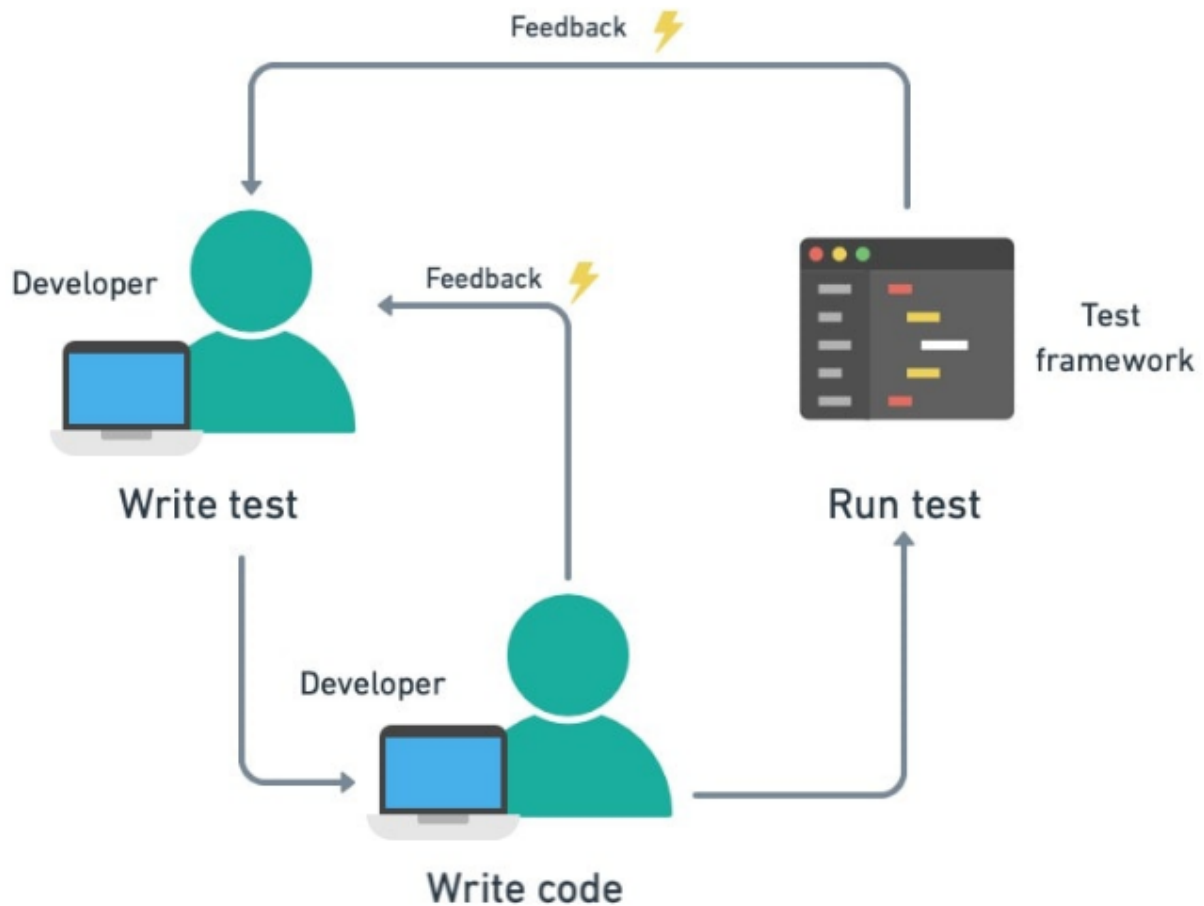 Feedback
Developer
Feedback
Test
framework
Write test
Run test
Developer
Write code